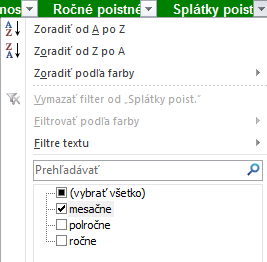 nos Ročné poistné Splátky poist
Zoradiť od A po Z
Zoradiť od Z po A
Zoradiť podľa farby
Vymazať filter od „Splátky poist.“
Filtrovať podľa farby
Filtre textu
Prehľadávať
(vybrať všetko)
mesačne
polročne
ročne